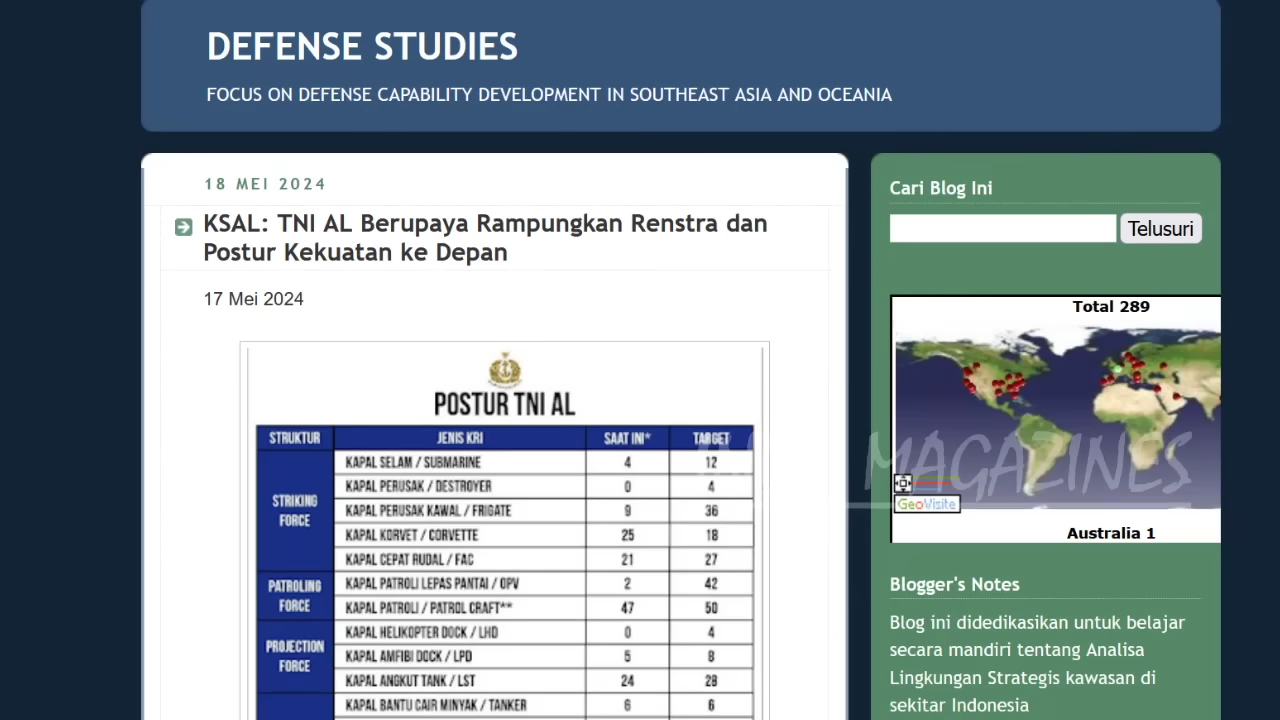 DEFENSE STUDIES
FOCUS ON DEFENSE CAPABILITY DEVELOPMENT IN SOUTHEAST ASIA AND OCEANIA
18 MEI 2024
KSAL: TNI AL Berupaya Rampungkan Renstra dan
Postur Kekuatan ke Depan
17 Mei 2024
POSTUR TNI AL
STRUKTUR JENIS KRI SAAT INI* TARGET
STRIKING FORCE
KAPAL SELAM / SUBMARINE 4 12
KAPAL PERUSAK / DESTROYER 0 4
KAPAL PERUSAK KAWAL / FRIGATE 9 36
KAPAL KORVET / CORVETTE 25 18
KAPAL CEPAT RUDAL / FAC 21 27
PATROLING FORCE
KAPAL PATROLI LEPAS PANTAI / OPV 2 42
KAPAL PATROLI / PATROL CRAFT** 47 50
PROJECTION FORCE
KAPAL HELIKOPTER DOCK / LHD 0 4
KAPAL AMFIBI DOCK / LPD 5 8
KAPAL ANGKUT TANK / LST 24 28
KAPAL BANTU CAIR MINYAK / TANKER 6 6
Cari Blog Ini
Telusuri
Total 289
MAGAZINES
GeoVisite
Australia 1
Blogger's Notes
Blog ini didedikasikan untuk belajar
secara mandiri tentang Analisa
Lingkungan Strategis kawasan di
sekitar Indonesia